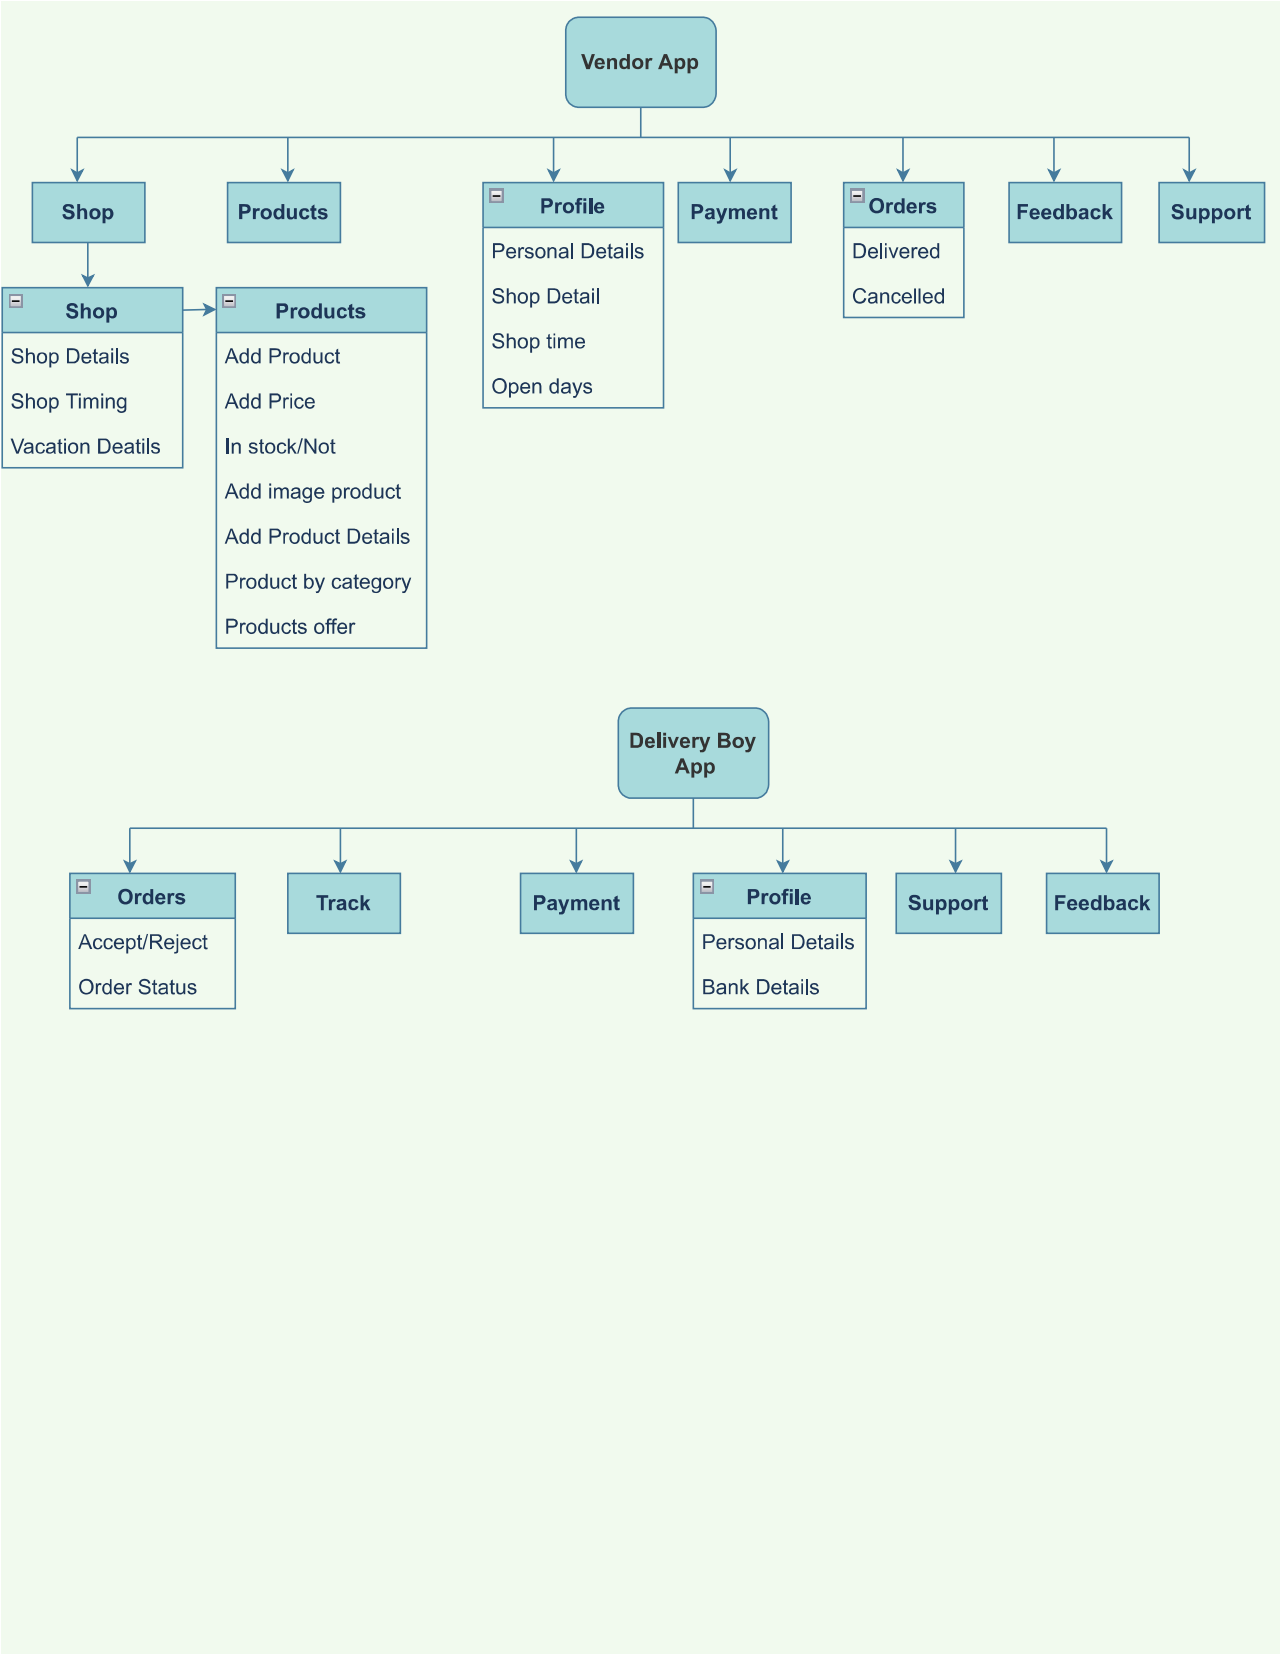 Vendor App
Shop
Products
Profile
Payment
Orders
Feedback
Support
Personal Details
Shop Detail
Shop time
Open days
Delivered
Cancelled
Shop
Shop Details
Shop Timing
Vacation Deatils
Products
Add Product
Add Price
In stock/Not
Add image product
Add Product Details
Product by category
Products offer
Delivery Boy
App
Orders
Accept/Reject
Order Status
Track
Payment
Profile
Personal Details
Bank Details
Support
Feedback